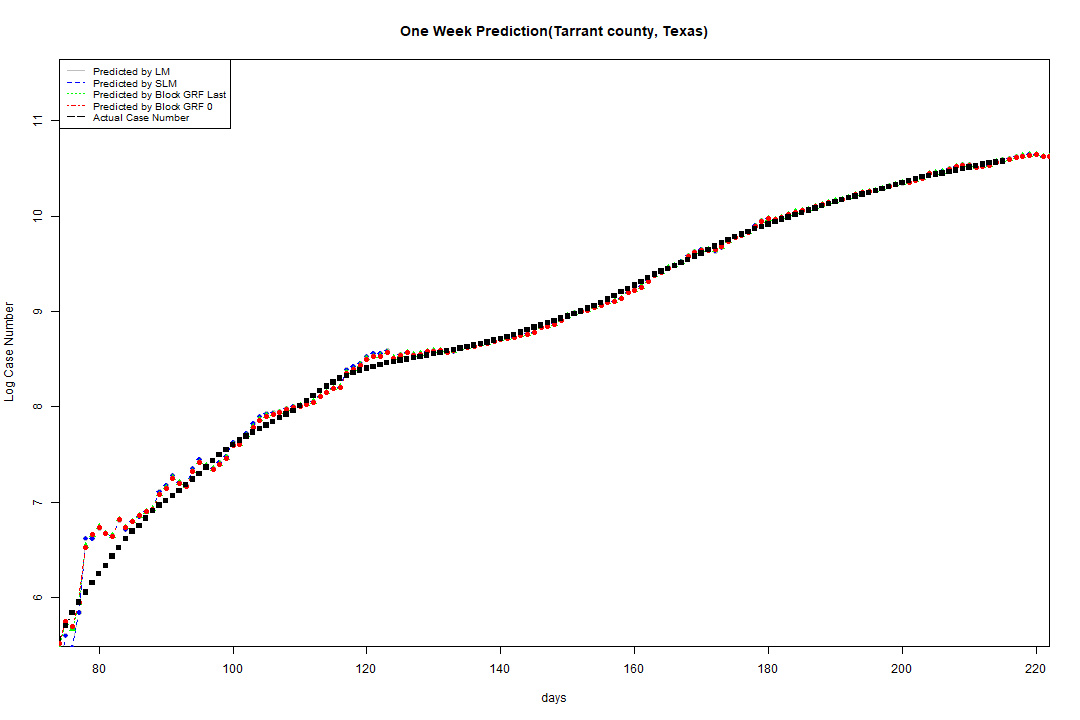 One Week Prediction(Tarrant county, Texas)
Predicted by LM
Predicted by SLM
Predicted by Block GRF Last
Predicted by Block GRF 0
Actual Case Number
11
10
9
8
7
6
Log Case Number
80 100 120 140 160 180 200 220
days